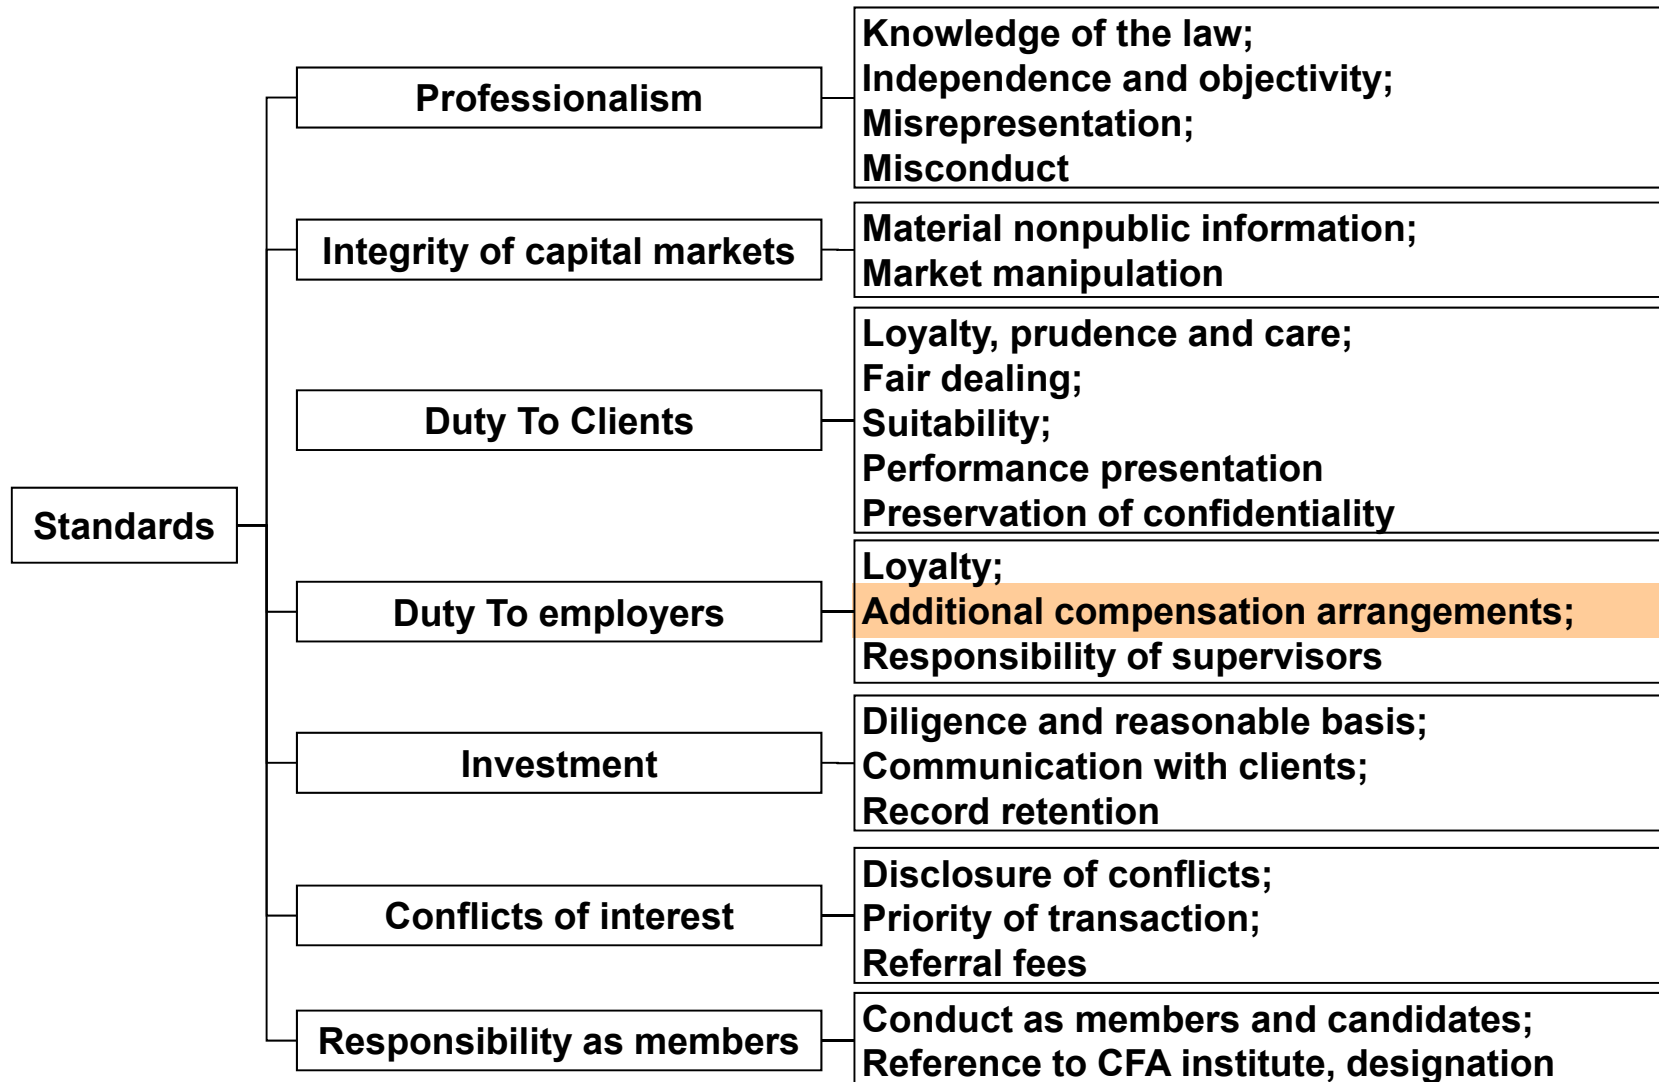 Standards
Professionalism
Knowledge of the law;
Independence and objectivity;
Misrepresentation;
Misconduct
Integrity of capital markets
Material nonpublic information;
Market manipulation
Duty To Clients
Loyalty, prudence and care;
Fair dealing;
Suitability;
Performance presentation
Preservation of confidentiality
Duty To employers
Loyalty;
Additional compensation arrangements;
Responsibility of supervisors
Investment
Diligence and reasonable basis;
Communication with clients;
Record retention
Conflicts of interest
Disclosure of conflicts;
Priority of transaction;
Referral fees
Responsibility as members
Conduct as members and candidates;
Reference to CFA institute, designation